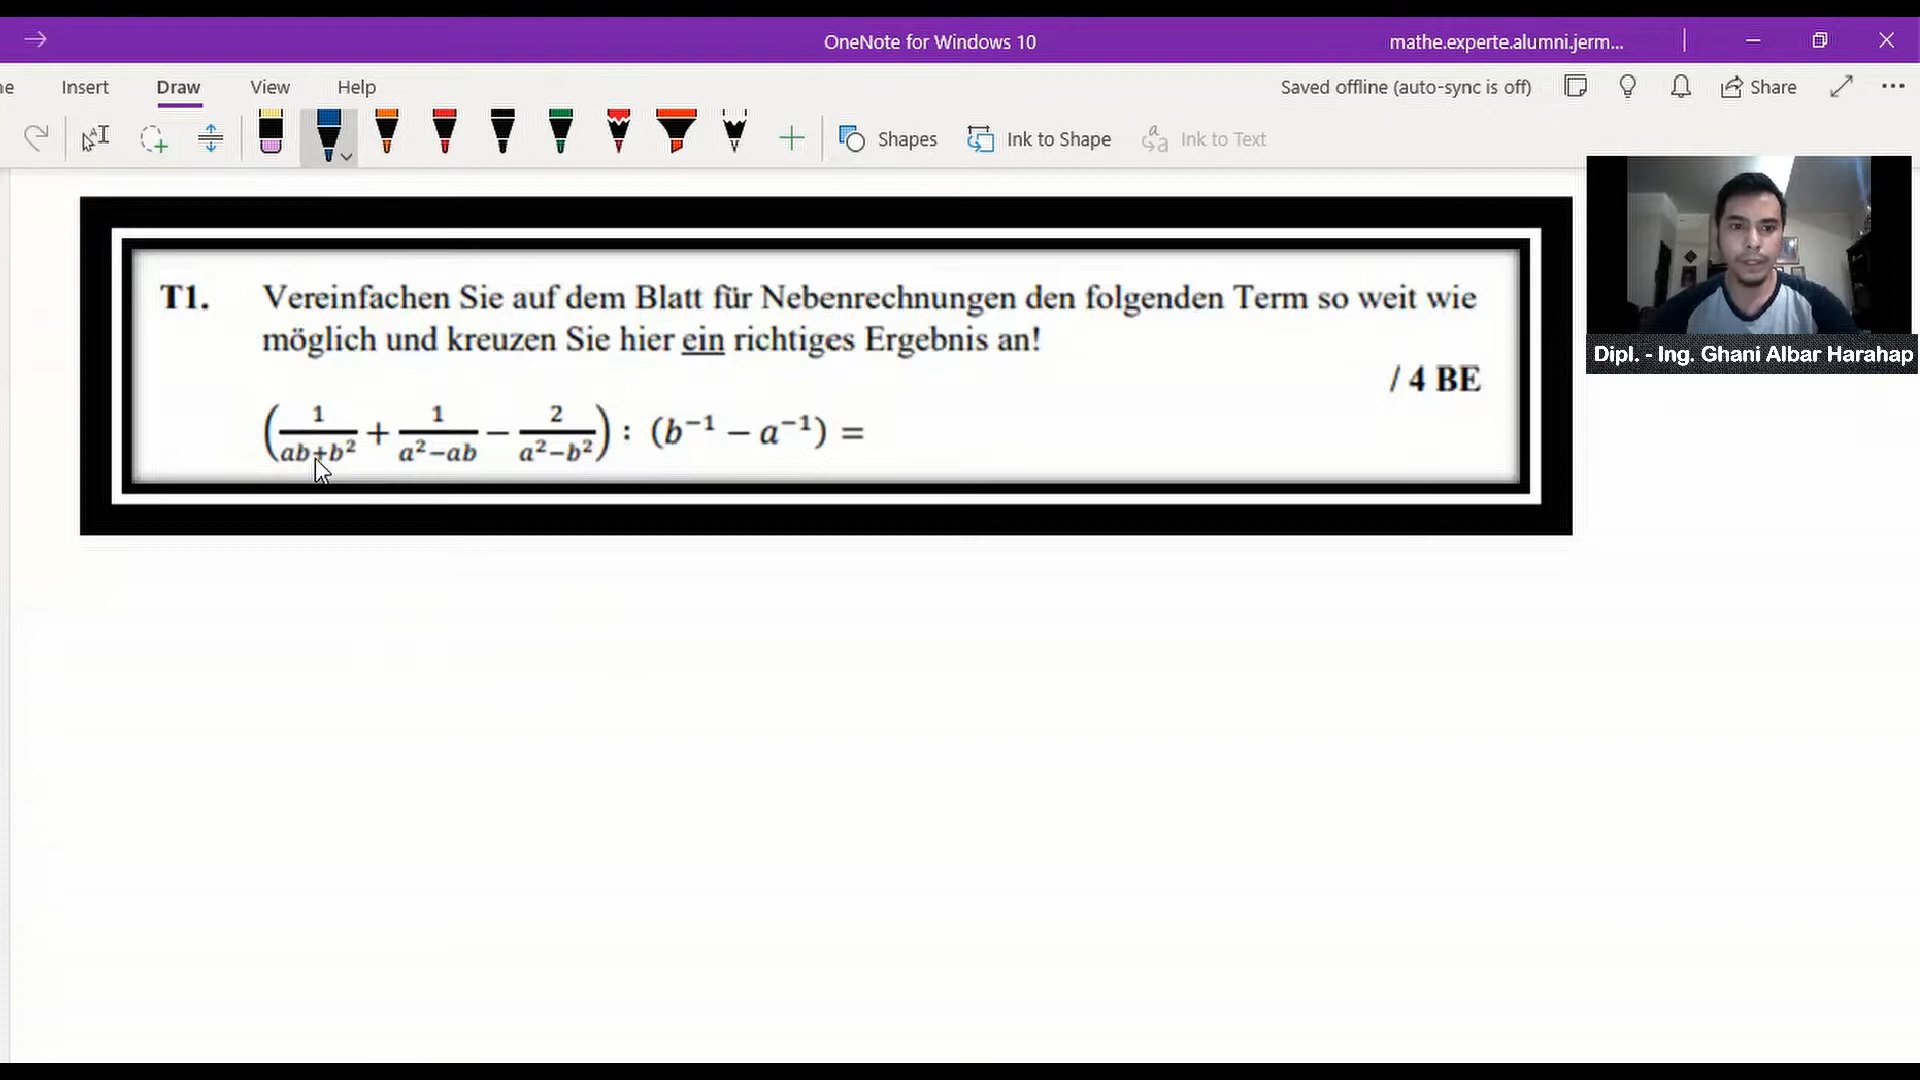 OneNote for Windows 10
mathe.experte.alumni.jerm...
Insert
Draw
View
Help
Saved offline (auto-sync is off)
Share
Shapes
Ink to Shape
Ink to Text
T1. Vereinfachen Sie auf dem Blatt für Nebenrechnungen den folgenden Term so weit wie
möglich und kreuzen Sie hier ein richtiges Ergebnis an!
/ 4 BE
(1/(ab+b²) + 1/(a²−ab) − 2/(a²−b²)) : (b⁻¹ − a⁻¹) =
Dipl. - Ing. Ghani Albar Harahap